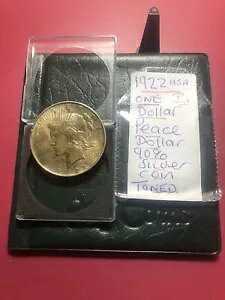 1922 USA
ONE
Dollar
Peace
Dollar
90%
Silver
coin
TONED